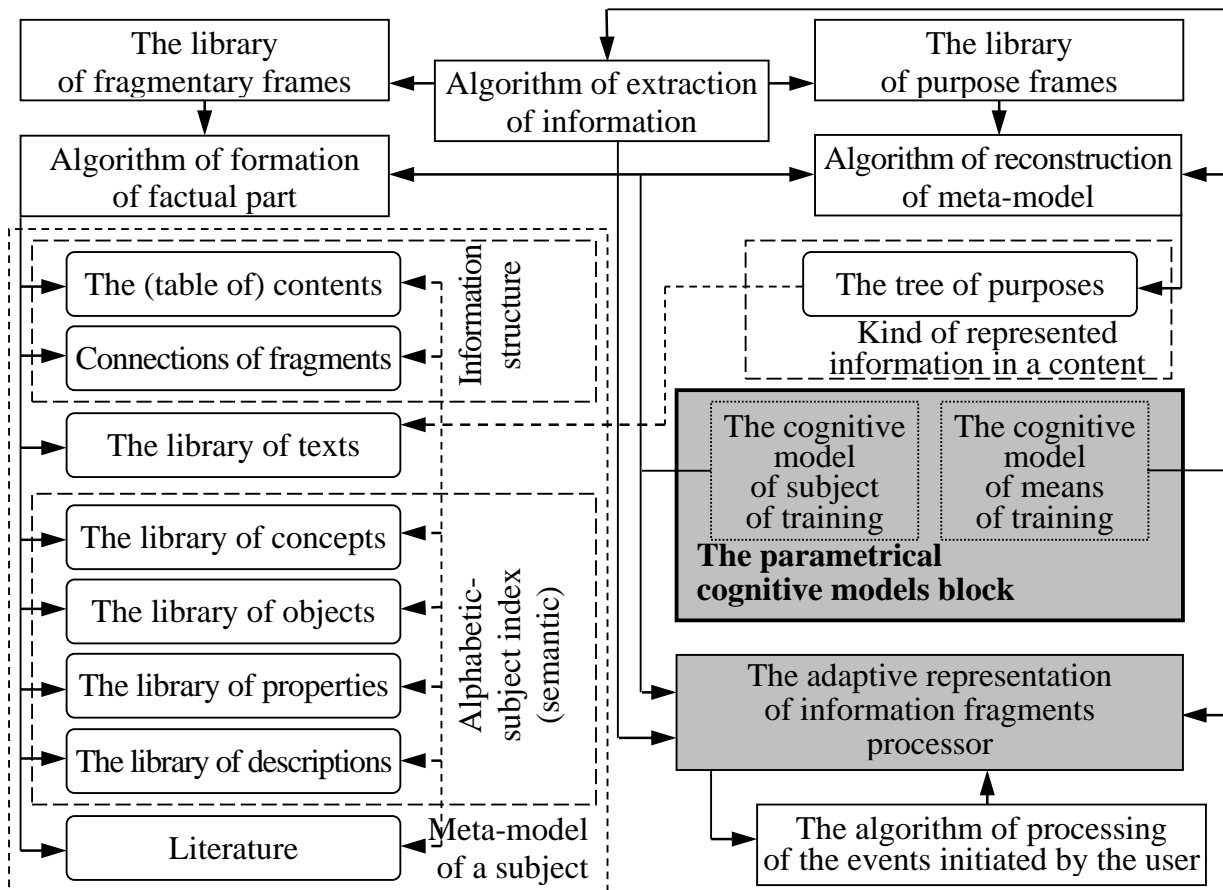 The library
of fragmentary frames
Algorithm of extraction
of information
The library
of purpose frames
Algorithm of formation
of factual part
Algorithm of reconstruction
of meta-model
The (table of) contents
Connections of fragments
Information
structure
The library of texts
The tree of purposes
Kind of represented
information in a content
The cognitive
model
of subject
of training
The cognitive
model
of means
of training
The parametrical
cognitive models block
The library of concepts
The library of objects
The library of properties
The library of descriptions
Alphabetic-
subject index
(semantic)
Literature
Meta-model
of a subject
The adaptive representation
of information fragments
processor
The algorithm of processing
of the events initiated by the user